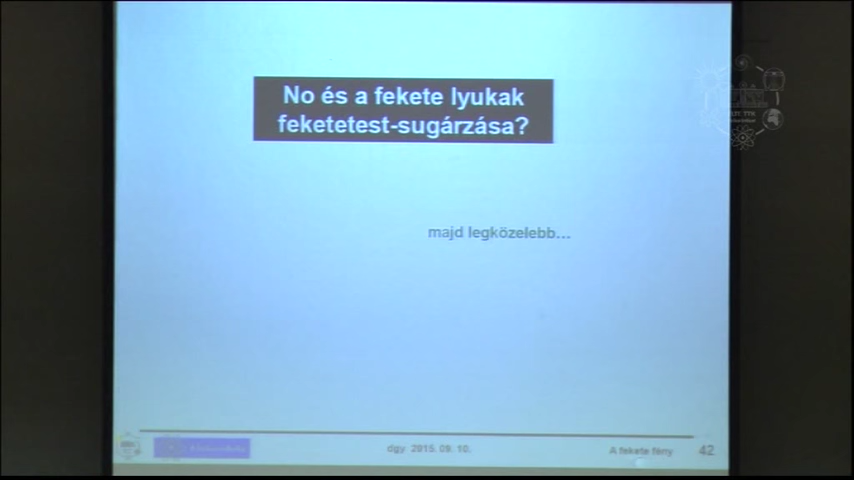 No és a fekete lyukak
feketetest-sugárzása?
majd legközelebb...
dgy 2015. 09. 10.
A fekete fény
42